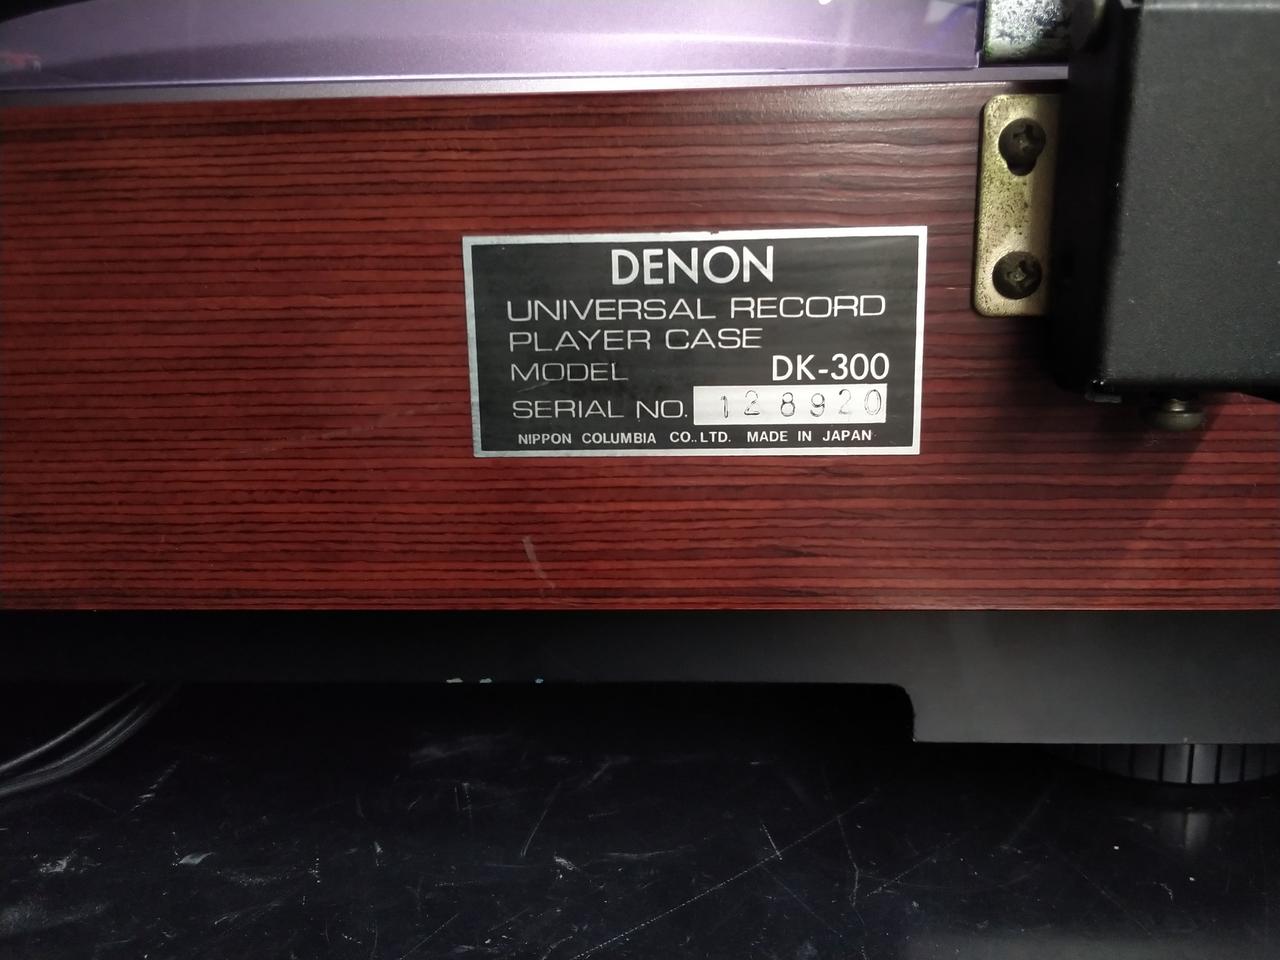 DENON
UNIVERSAL RECORD
PLAYER CASE
MODEL DK-300
SERIAL NO. 128920
NIPPON COLUMBIA CO.,LTD. MADE IN JAPAN